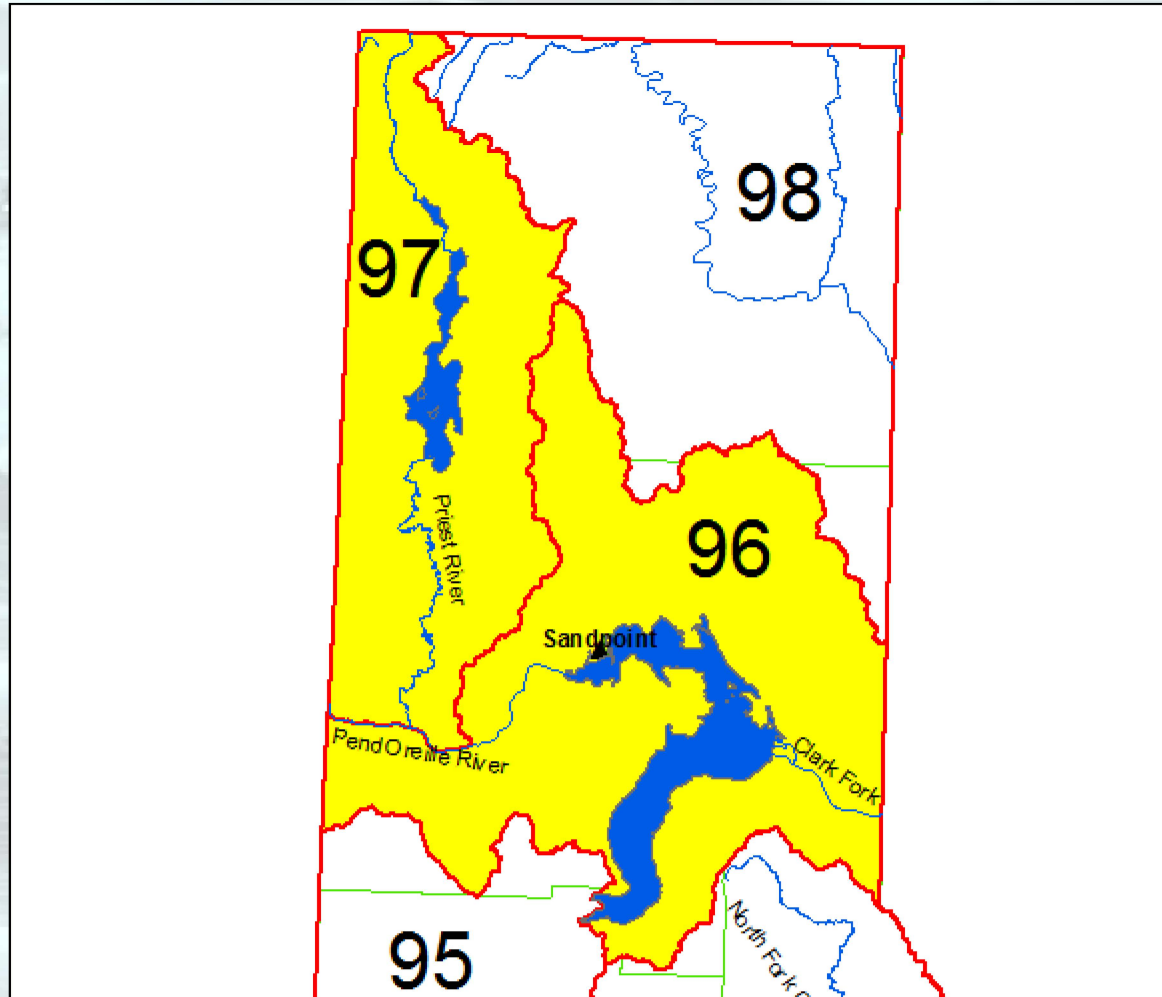 98
97
96
Priest River
Sandpoint
Pend Oreille River
Clark Fork
95
North Fork